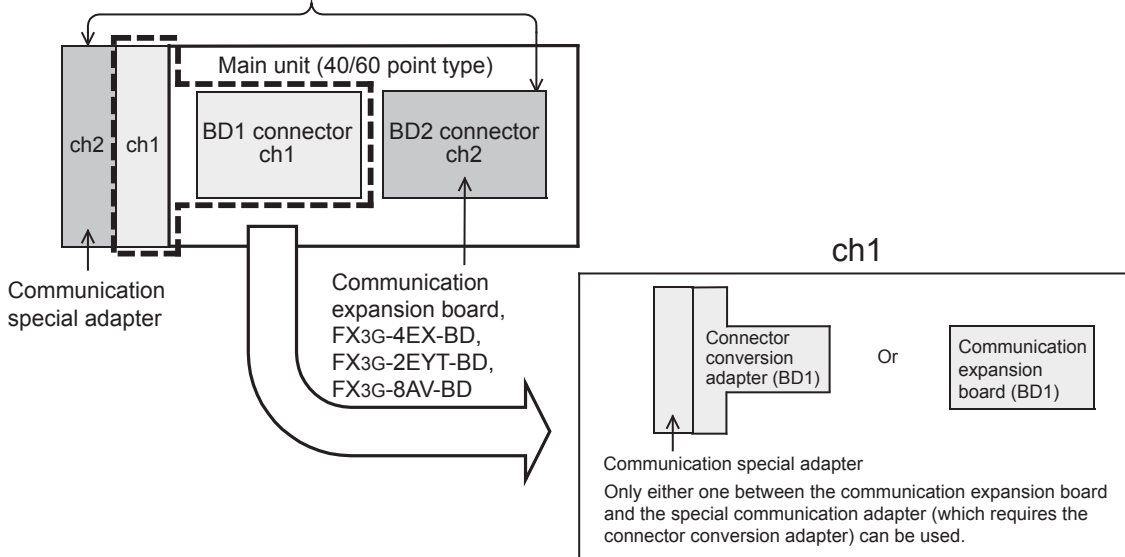 Main unit (40/60 point type)
ch2
ch1
BD1 connector
ch1
BD2 connector
ch2
Communication
special adapter
Communication
expansion board,
FX3G-4EX-BD,
FX3G-2EYT-BD,
FX3G-8AV-BD
ch1
Connector
conversion
adapter (BD1)
Or
Communication
expansion
board (BD1)
Communication special adapter
Only either one between the communication expansion board
and the special communication adapter (which requires the
connector conversion adapter) can be used.